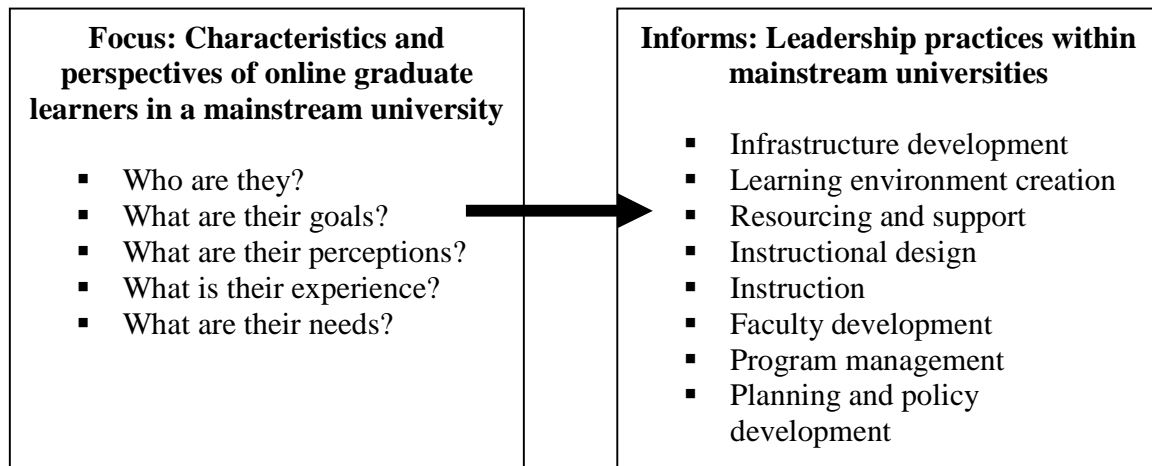 Focus: Characteristics and
perspectives of online graduate
learners in a mainstream university
▪ Who are they?
▪ What are their goals?
▪ What are their perceptions?
▪ What is their experience?
▪ What are their needs?
Informs: Leadership practices within
mainstream universities
▪ Infrastructure development
▪ Learning environment creation
▪ Resourcing and support
▪ Instructional design
▪ Instruction
▪ Faculty development
▪ Program management
▪ Planning and policy
development